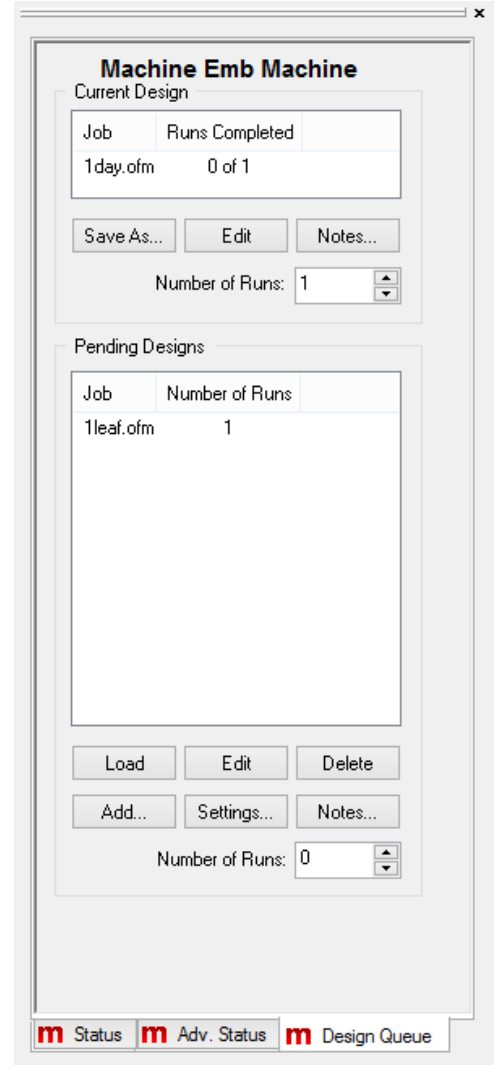 Machine Emb Machine
Current Design
Job Runs Completed
1day.ofm 0 of 1
Save As... Edit Notes...
Number of Runs: 1
Pending Designs
Job Number of Runs
1leaf.ofm 1
Load Edit Delete
Add... Settings... Notes...
Number of Runs: 0
m Status m Adv. Status m Design Queue